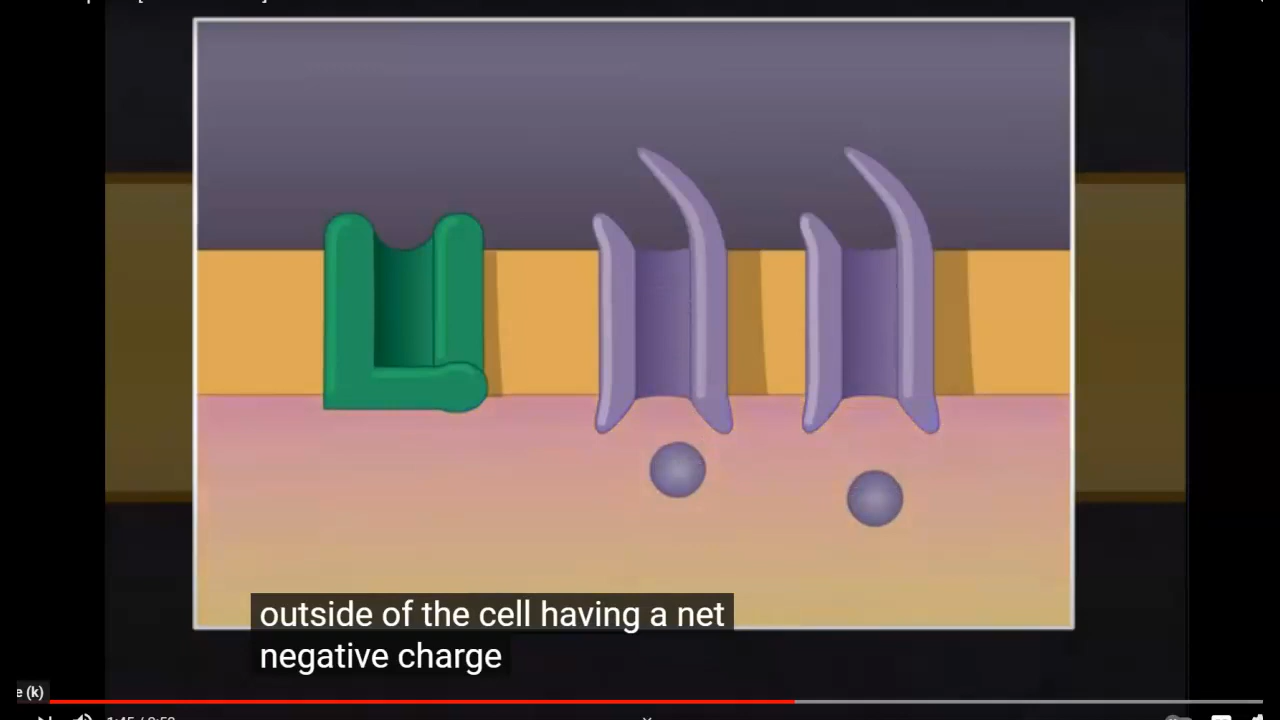 outside of the cell having a net
negative charge
e (k)